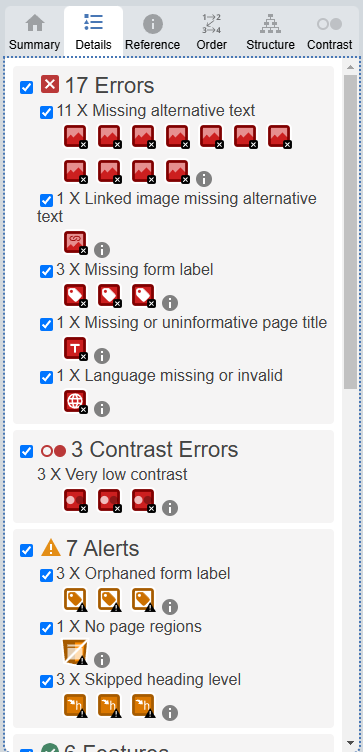 Summary Details Reference Order Structure Contrast
17 Errors
11 X Missing alternative text
1 X Linked image missing alternative
text
3 X Missing form label
1 X Missing or uninformative page title
1 X Language missing or invalid
3 Contrast Errors
3 X Very low contrast
7 Alerts
3 X Orphaned form label
1 X No page regions
3 X Skipped heading level
6 Features